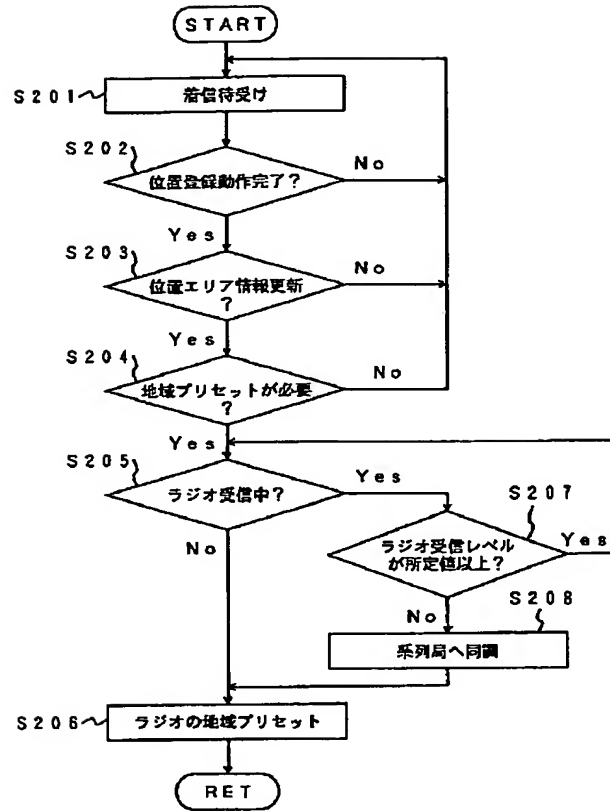 START
S201
着信待受け
S202
位置登録動作完了?
No
Yes
S203
位置エリア情報更新
?
No
Yes
S204
地域プリセットが必要
?
No
Yes
S205
ラジオ受信中?
Yes
No
S207
ラジオ受信レベル
が所定値以上?
Yes
No
S208
系列局へ同調
S206
ラジオの地域プリセット
RET